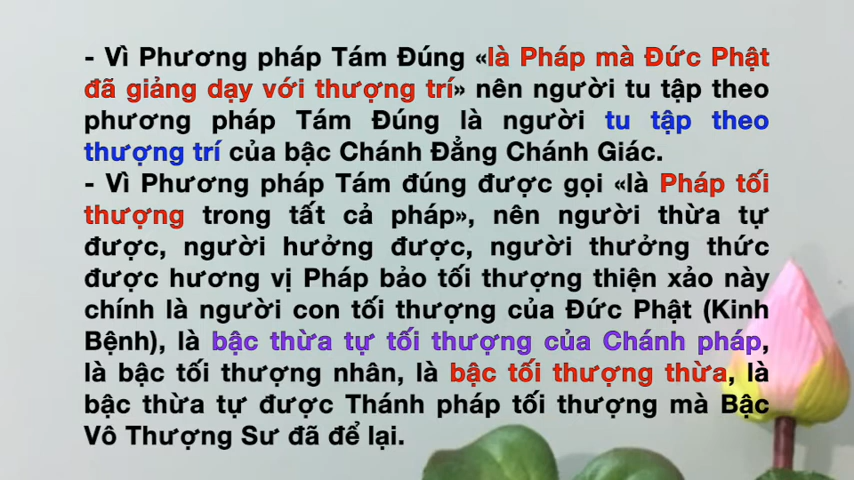 - Vì Phương pháp Tám Đúng «là Pháp mà Đức Phật
đã giảng dạy với thượng trí» nên người tu tập theo
phương pháp Tám Đúng là người tu tập theo
thượng trí của bậc Chánh Đẳng Chánh Giác.
- Vì Phương pháp Tám đúng được gọi «là Pháp tối
thượng trong tất cả pháp», nên người thừa tự
được, người hưởng được, người thưởng thức
được hương vị Pháp bảo tối thượng thiện xảo này
chính là người con tối thượng của Đức Phật (Kinh
Bệnh), là bậc thừa tự tối thượng của Chánh pháp,
là bậc tối thượng nhân, là bậc tối thượng thừa, là
bậc thừa tự được Thánh pháp tối thượng mà Bậc
Vô Thượng Sư đã để lại.